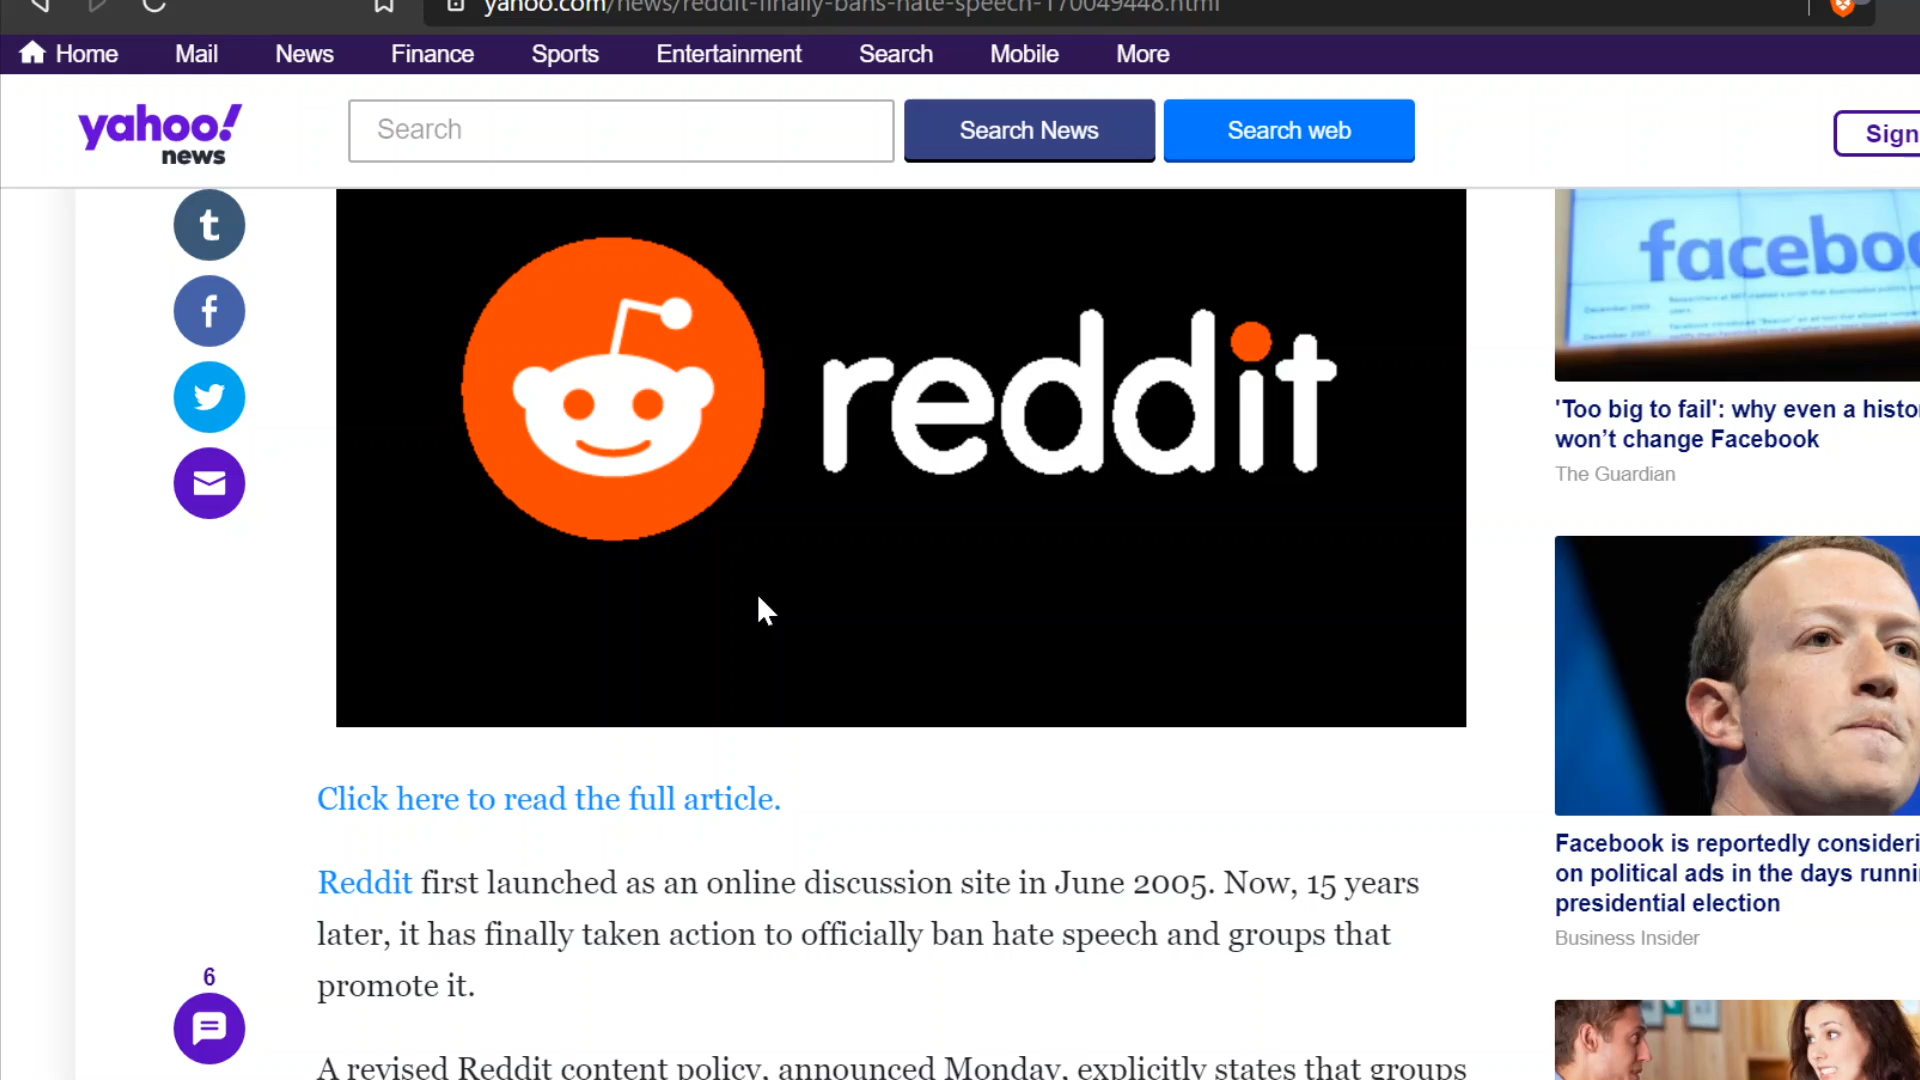 yahoo.com/news/reddit-finally-bans-hate-speech-170049448.html
Home Mail News Finance Sports Entertainment Search Mobile More
yahoo!
news
Search
Search News
Search web
Sign
t
f
reddit
facebo
'Too big to fail': why even a histo
won’t change Facebook
The Guardian
Facebook is reportedly consideri
on political ads in the days runni
presidential election
Business Insider
Click here to read the full article.
Reddit first launched as an online discussion site in June 2005. Now, 15 years
later, it has finally taken action to officially ban hate speech and groups that
promote it.
6
A revised Reddit content policy, announced Monday, explicitly states that groups